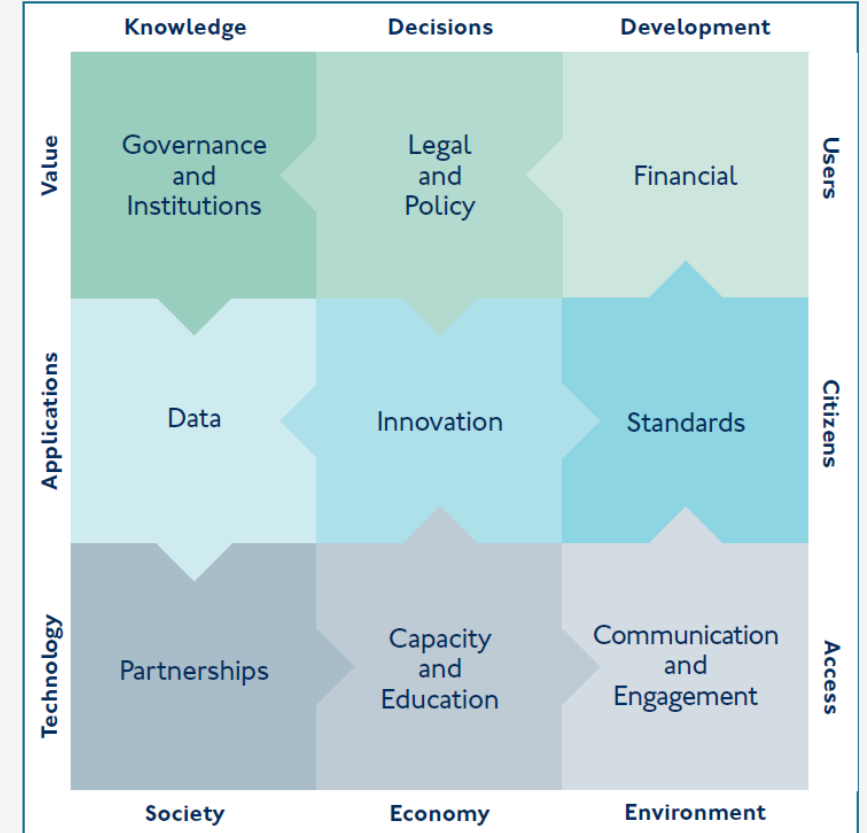 Knowledge Decisions Development
Value
Governance
and
Institutions
Legal
and
Policy
Financial
Users
Applications
Data
Innovation
Standards
Citizens
Technology
Partnerships
Capacity
and
Education
Communication
and
Engagement
Access
Society Economy Environment